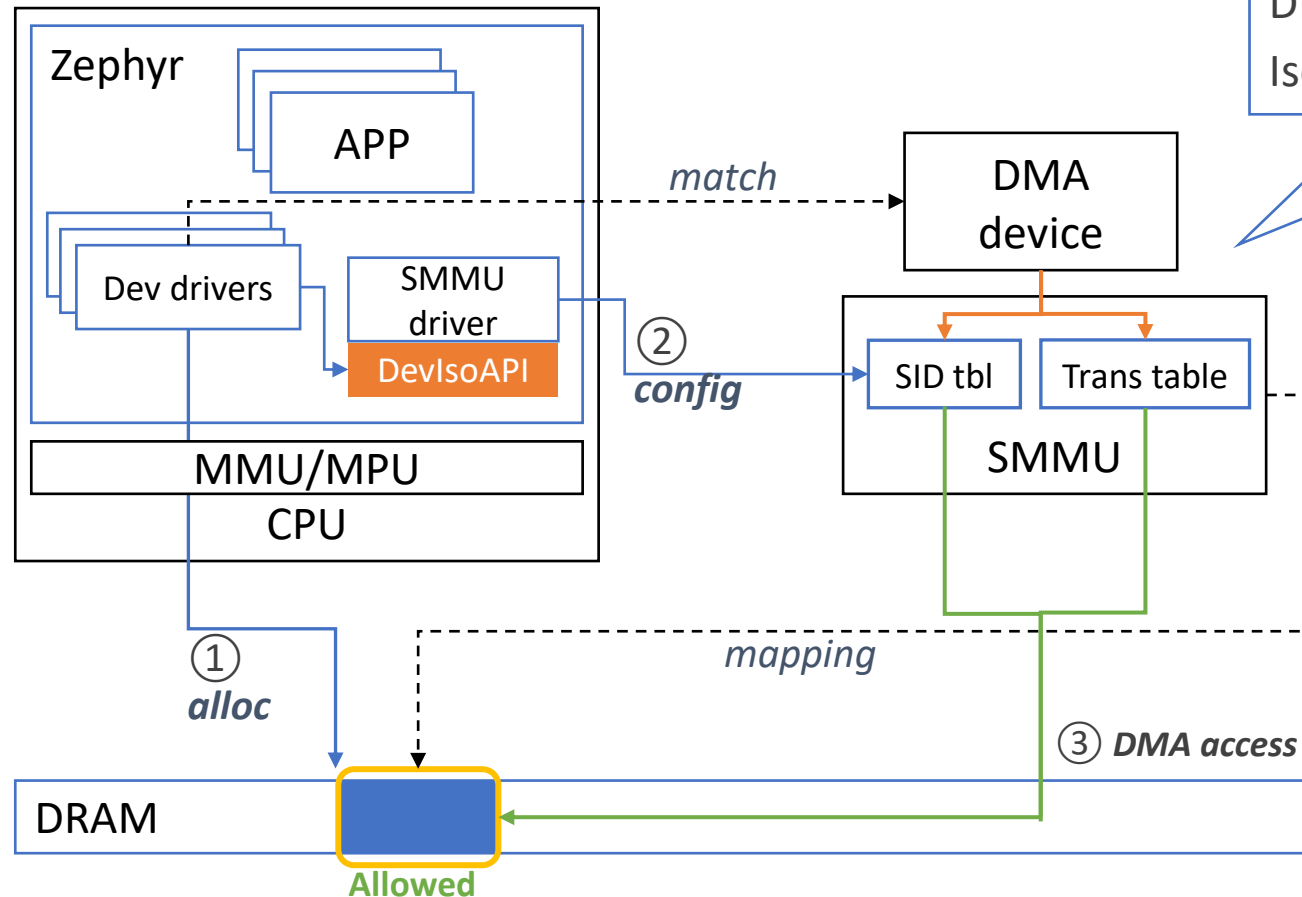 Zephyr
APP
Dev drivers
SMMU
driver
DevIsoAPI
MMU/MPU
CPU
match
DMA
device
②
config
SID tbl
Trans table
SMMU
①
alloc
mapping
③ DMA access
DRAM
Allowed